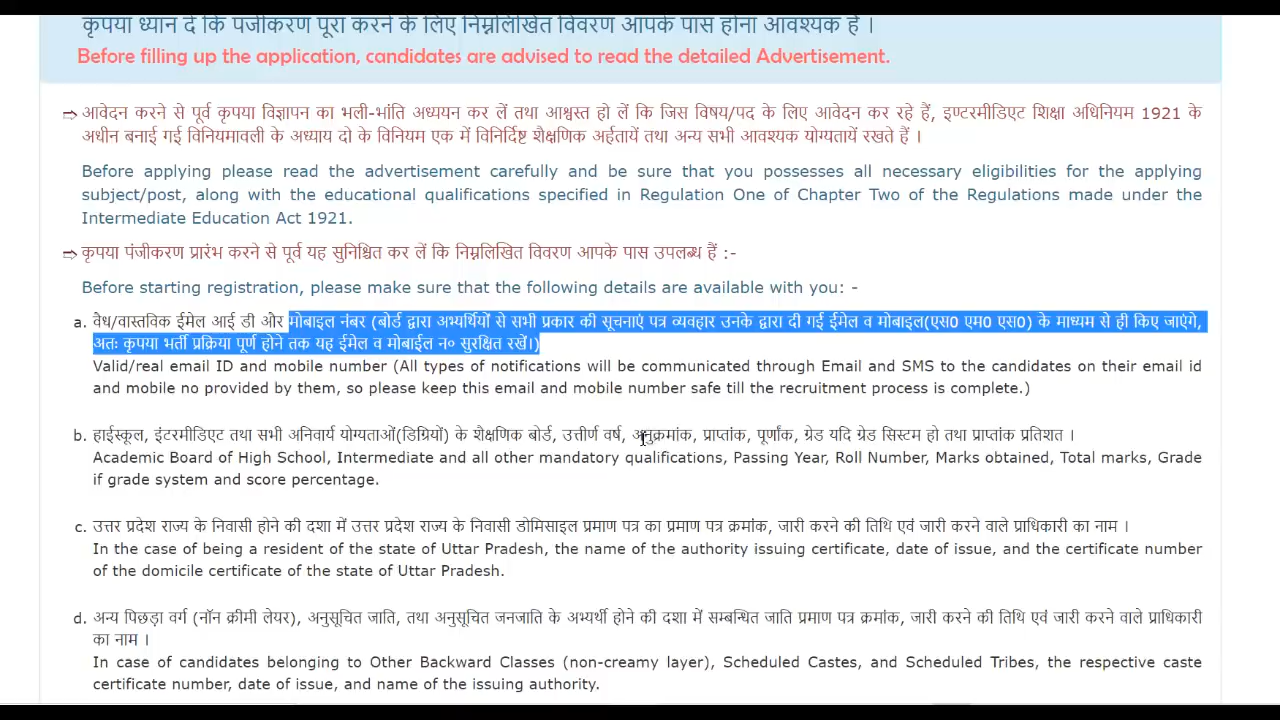 कृपया ध्यान दें कि पंजीकरण पूरा करने के लिए निम्नलिखित विवरण आपके पास होना आवश्यक है ।
Before filling up the application, candidates are advised to read the detailed Advertisement.
⇨ आवेदन करने से पूर्व कृपया विज्ञापन का भली-भांति अध्ययन कर लें तथा आश्वस्त हो लें कि जिस विषय/पद के लिए आवेदन कर रहे हैं, इण्टरमीडिएट शिक्षा अधिनियम 1921 के
अधीन बनाई गई विनियमावली के अध्याय दो के विनियम एक में विनिर्दिष्ट शैक्षणिक अर्हतायें तथा अन्य सभी आवश्यक योग्यतायें रखते हैं ।
Before applying please read the advertisement carefully and be sure that you possesses all necessary eligibilities for the applying
subject/post, along with the educational qualifications specified in Regulation One of Chapter Two of the Regulations made under the
Intermediate Education Act 1921.
⇨ कृपया पंजीकरण प्रारंभ करने से पूर्व यह सुनिश्चित कर लें कि निम्नलिखित विवरण आपके पास उपलब्ध हैं :-
Before starting registration, please make sure that the following details are available with you: -
a. वैध/वास्तविक ईमेल आई डी और मोबाइल नंबर (बोर्ड द्वारा अभ्यर्थियों से सभी प्रकार की सूचनाएं पत्र व्यवहार उनके द्वारा दी गई ईमेल व मोबाइल(एस0 एम0 एस0) के माध्यम से ही किए जाएंगे,
अतः कृपया भर्ती प्रक्रिया पूर्ण होने तक यह ईमेल व मोबाईल न० सुरक्षित रखें।)
Valid/real email ID and mobile number (All types of notifications will be communicated through Email and SMS to the candidates on their email id
and mobile no provided by them, so please keep this email and mobile number safe till the recruitment process is complete.)
b. हाईस्कूल, इंटरमीडिएट तथा सभी अनिवार्य योग्यताओं(डिग्रियों) के शैक्षणिक बोर्ड, उत्तीर्ण वर्ष, अनुक्रमांक, प्राप्तांक, पूर्णांक, ग्रेड यदि ग्रेड सिस्टम हो तथा प्राप्तांक प्रतिशत ।
Academic Board of High School, Intermediate and all other mandatory qualifications, Passing Year, Roll Number, Marks obtained, Total marks, Grade
if grade system and score percentage.
c. उत्तर प्रदेश राज्य के निवासी होने की दशा में उत्तर प्रदेश राज्य के निवासी डोमिसाइल प्रमाण पत्र का प्रमाण पत्र क्रमांक, जारी करने की तिथि एवं जारी करने वाले प्राधिकारी का नाम ।
In the case of being a resident of the state of Uttar Pradesh, the name of the authority issuing certificate, date of issue, and the certificate number
of the domicile certificate of the state of Uttar Pradesh.
d. अन्य पिछड़ा वर्ग (नॉन क्रीमी लेयर), अनुसूचित जाति, तथा अनुसूचित जनजाति के अभ्यर्थी होने की दशा में सम्बन्धित जाति प्रमाण पत्र क्रमांक, जारी करने की तिथि एवं जारी करने वाले प्राधिकारी
का नाम ।
In case of candidates belonging to Other Backward Classes (non-creamy layer), Scheduled Castes, and Scheduled Tribes, the respective caste
certificate number, date of issue, and name of the issuing authority.